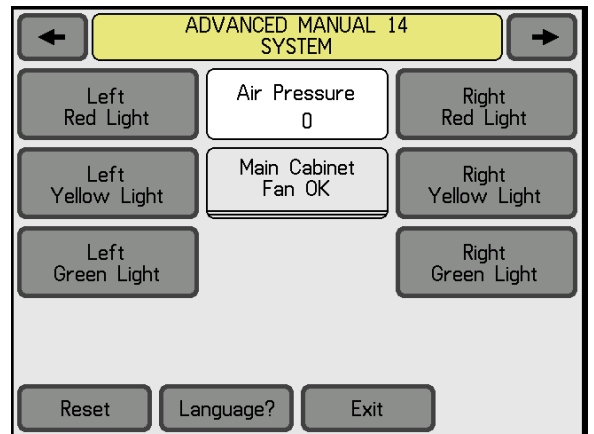 ADVANCED MANUAL 14
SYSTEM
Left
Red Light
Air Pressure
0
Right
Red Light
Left
Yellow Light
Main Cabinet
Fan OK
Right
Yellow Light
Left
Green Light
Right
Green Light
Reset
Language?
Exit